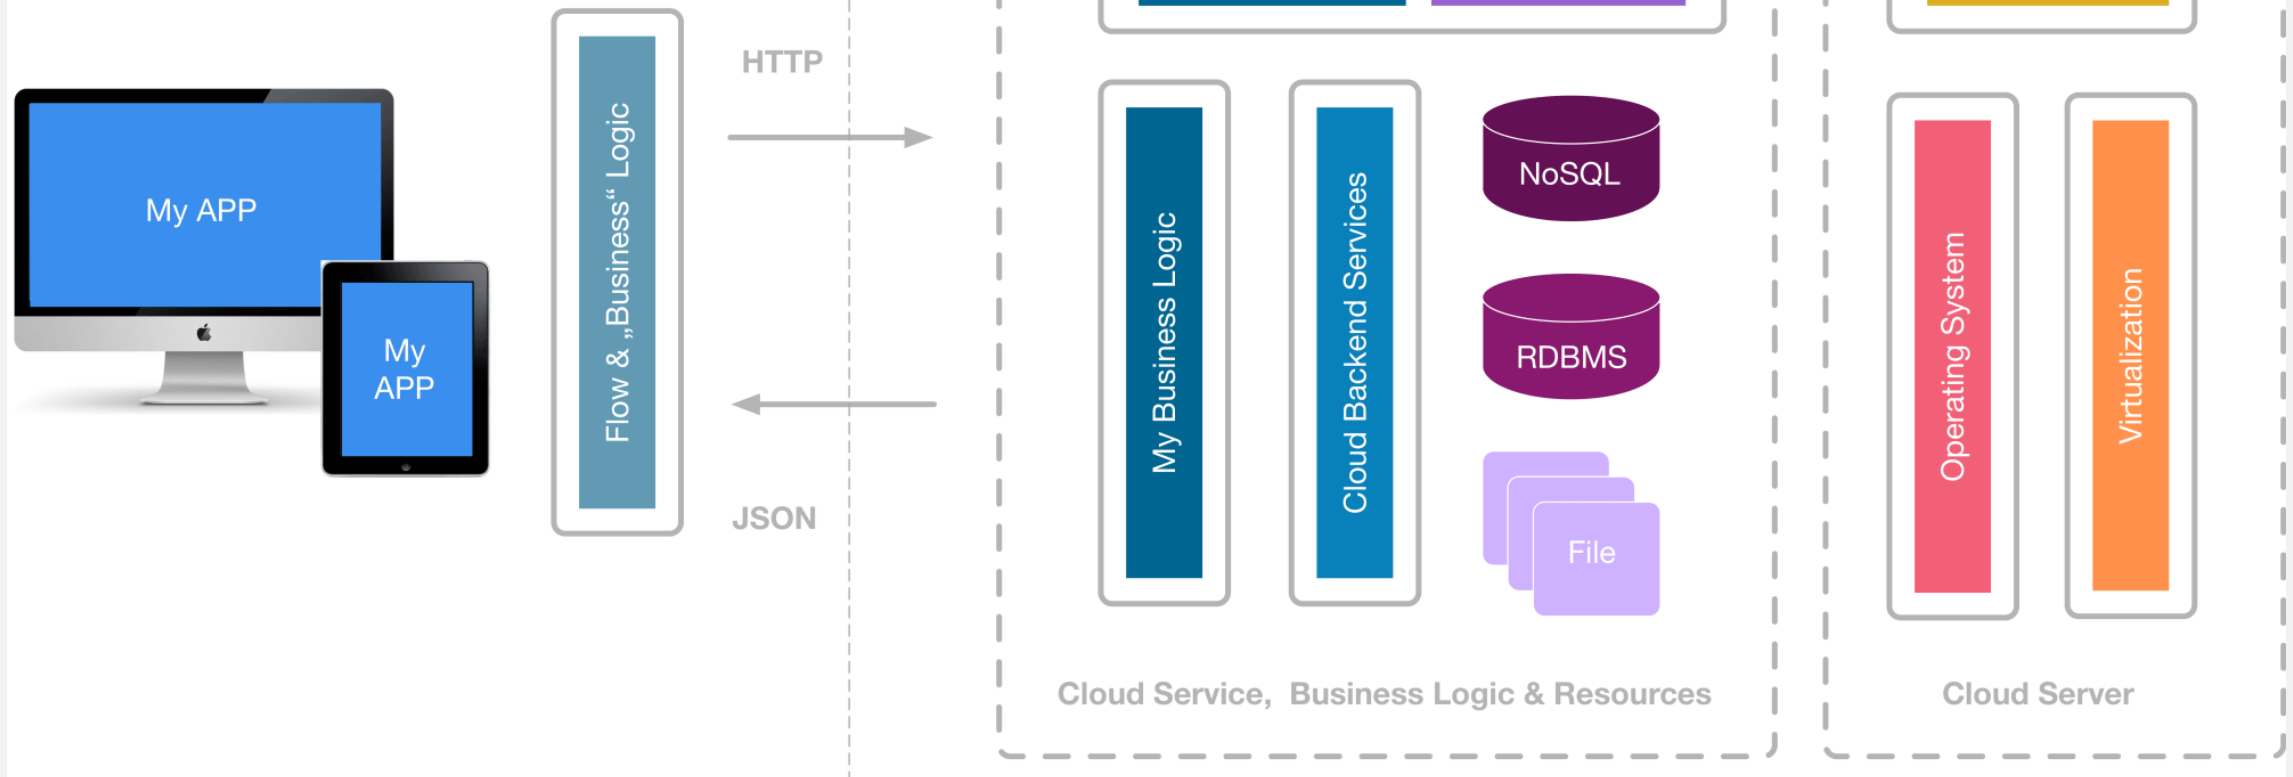 My APP
My
APP
Flow & „Business“ Logic
HTTP
JSON
My Business Logic
Cloud Backend Services
NoSQL
RDBMS
File
Cloud Service, Business Logic & Resources
Operating System
Virtualization
Cloud Server